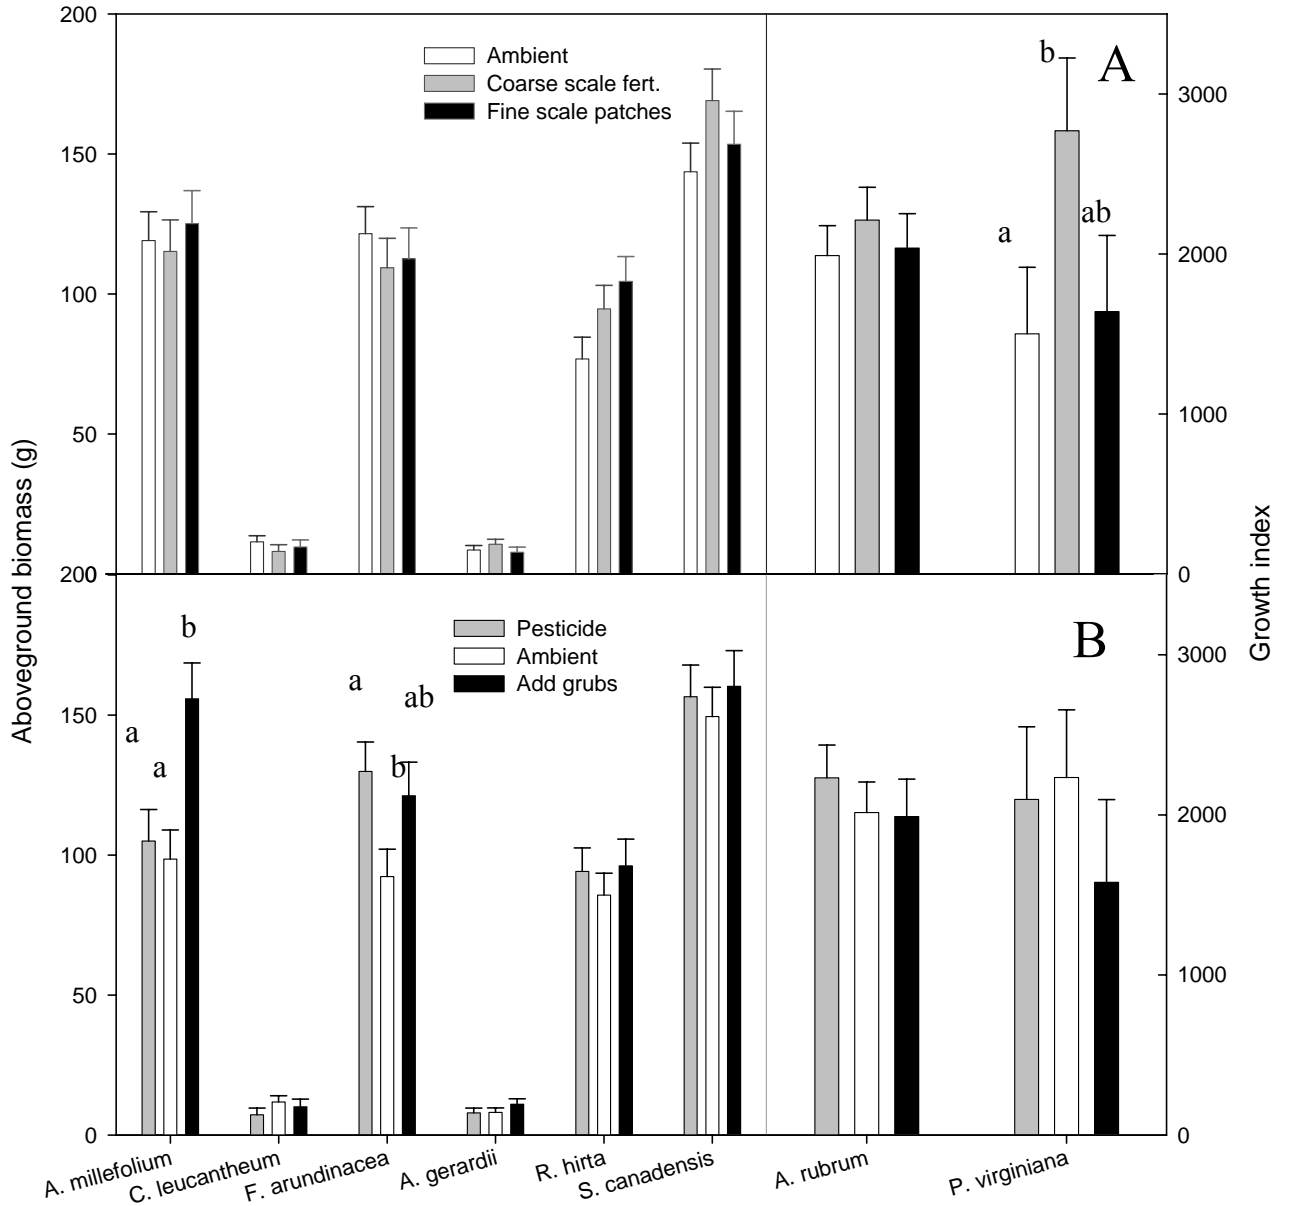 200
150
100
50
0
Ambient
Coarse scale fert.
Fine scale patches
A
b
a
ab
3000
2000
1000
0
Aboveground biomass (g)
Growth index
200
150
100
50
0
Pesticide
Ambient
Add grubs
B
b
a
a
a
ab
b
3000
2000
1000
0
A. millefolium
C. leucantheum
F. arundinacea
A. gerardii
R. hirta
S. canadensis
A. rubrum
P. virginiana